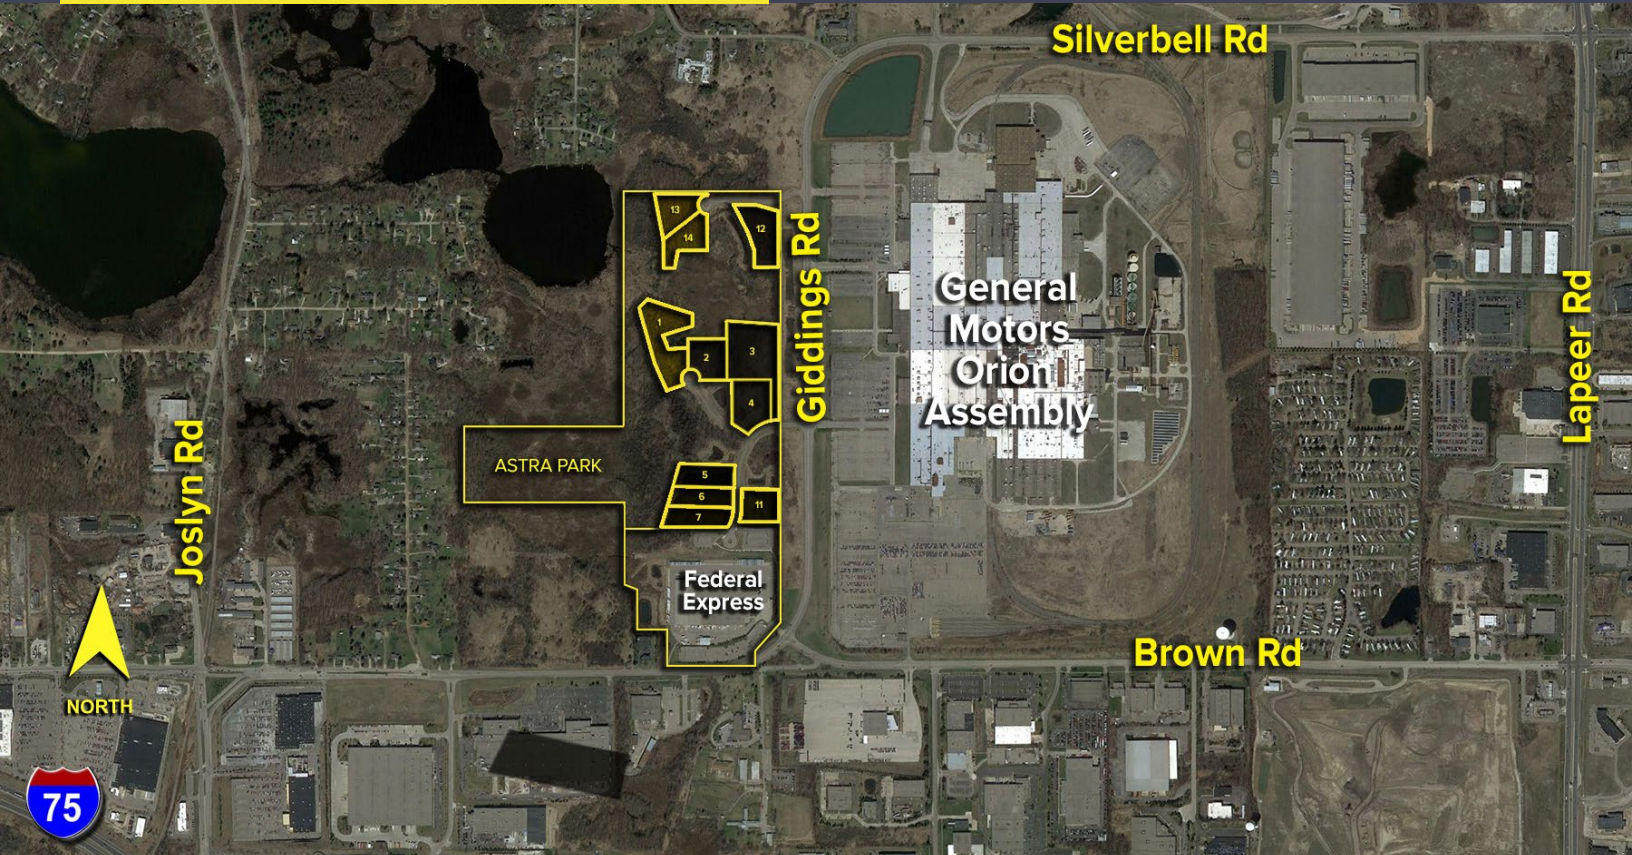 Silverbell Rd
13
14
12
Giddings Rd
General
Motors
Orion
Assembly
Lapeer Rd
1
2
3
4
Joslyn Rd
ASTRA PARK
5
6
7
11
Federal
Express
Brown Rd
NORTH
75